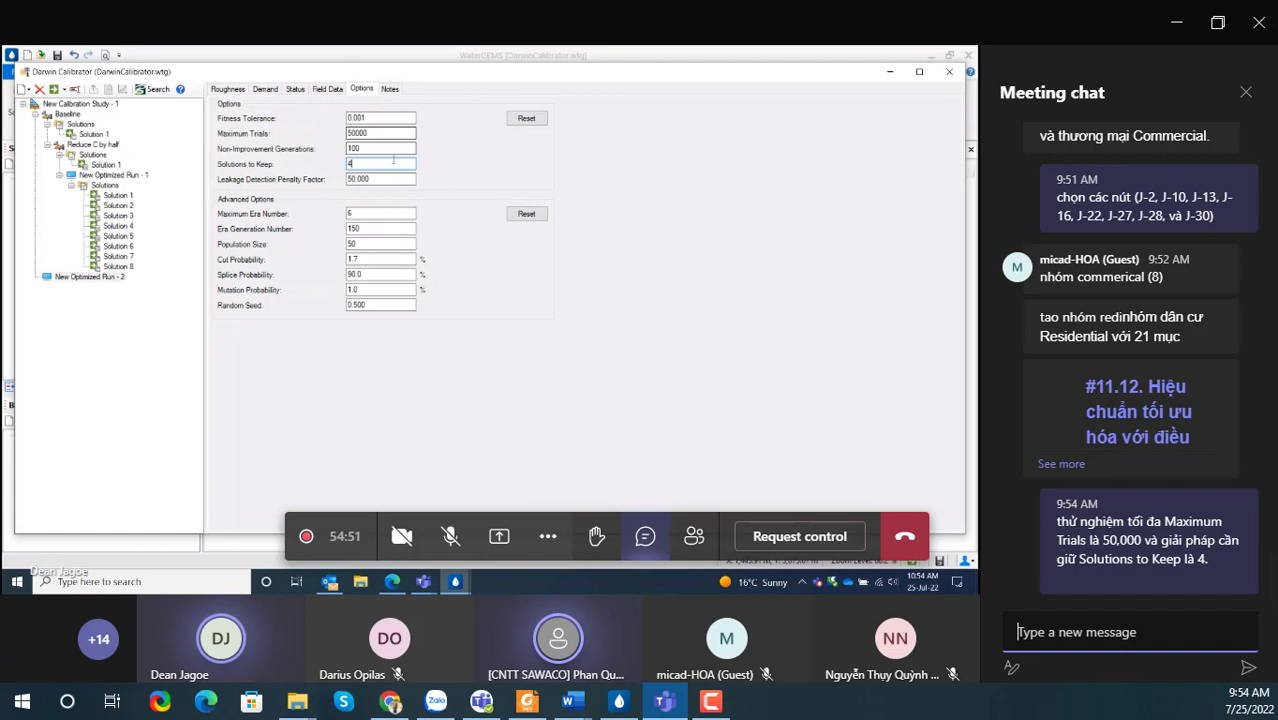 WaterGEMS [DarwinCalibrator.wtg]
Darwin Calibrator (DarwinCalibrator.wtg)
Search
New Calibration Study - 1
Baseline
Solutions
Solution 1
Reduce C by half
Solutions
Solution 1
New Optimized Run - 1
Solutions
Solution 1
Solution 2
Solution 3
Solution 4
Solution 5
Solution 6
Solution 7
Solution 8
New Optimized Run - 2
Roughness Demand Status Field Data Options Notes
Options
Fitness Tolerance: 0.001 Reset
Maximum Trials: 50000
Non-Improvement Generations: 100
Solutions to Keep: 4
Leakage Detection Penalty Factor: 50.000
Advanced Options
Maximum Era Number: 6 Reset
Era Generation Number: 150
Population Size: 50
Cut Probability: 1.7 %
Splice Probability: 90.0 %
Mutation Probability: 1.0 %
Random Seed: 0.500
54:51
Request control
Dean Jagoe
Type here to search
16°C Sunny
10:54 AM
25-Jul-22
+14
DJ
Dean Jagoe
DO
Darius Opilas
[CNTT SAWACO] Phan Qu...
M
micad-HOA (Guest)
NN
Nguyễn Thụy Quỳnh ...
Meeting chat
và thương mại Commercial.
9:51 AM
chọn các nút (J-2, J-10, J-13, J-
16, J-22, J-27, J-28, và J-30)
M
micad-HOA (Guest) 9:52 AM
nhóm commerical (8)
tao nhóm redinhóm dân cư
Residential với 21 mục
#11.12. Hiệu
chuẩn tối ưu
hóa với điều
See more
9:54 AM
thử nghiệm tối đa Maximum
Trials là 50,000 và giải pháp cần
giữ Solutions to Keep là 4.
Type a new message
9:54 AM
7/25/2022